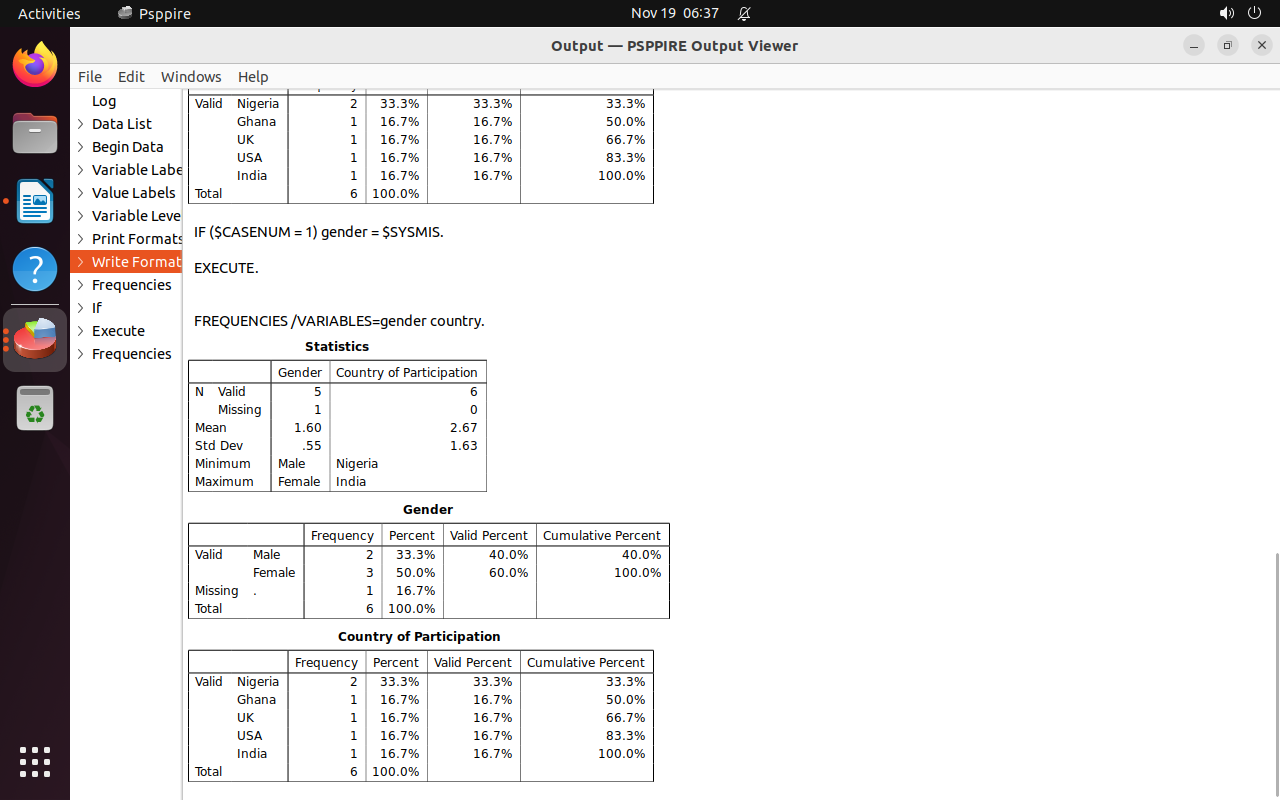 Activities Psppire Nov 19 06:37
Output — PSPPIRE Output Viewer
File Edit Windows Help
Log
Data List
Begin Data
Variable Labe
Value Labels
Variable Leve
Print Formats
Write Format
Frequencies
If
Execute
Frequencies
Valid Nigeria 2 33.3% 33.3% 33.3%
Ghana 1 16.7% 16.7% 50.0%
UK 1 16.7% 16.7% 66.7%
USA 1 16.7% 16.7% 83.3%
India 1 16.7% 16.7% 100.0%
Total 6 100.0%
IF ($CASENUM = 1) gender = $SYSMIS.
EXECUTE.
FREQUENCIES /VARIABLES=gender country.
Statistics
Gender Country of Participation
N Valid 5 6
Missing 1 0
Mean 1.60 2.67
Std Dev .55 1.63
Minimum Male Nigeria
Maximum Female India
Gender
Frequency Percent Valid Percent Cumulative Percent
Valid Male 2 33.3% 40.0% 40.0%
Female 3 50.0% 60.0% 100.0%
Missing . 1 16.7%
Total 6 100.0%
Country of Participation
Frequency Percent Valid Percent Cumulative Percent
Valid Nigeria 2 33.3% 33.3% 33.3%
Ghana 1 16.7% 16.7% 50.0%
UK 1 16.7% 16.7% 66.7%
USA 1 16.7% 16.7% 83.3%
India 1 16.7% 16.7% 100.0%
Total 6 100.0%